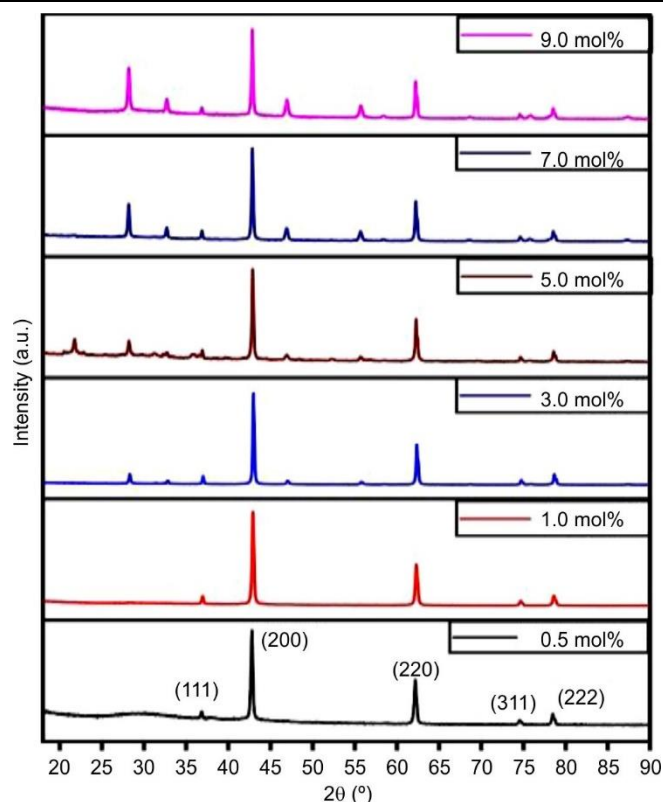 9.0 mol%
7.0 mol%
5.0 mol%
3.0 mol%
1.0 mol%
0.5 mol%
(111)
(200)
(220)
(311)
(222)
Intensity (a.u.)
20 25 30 35 40 45 50 55 60 65 70 75 80 85 90
2θ (º)